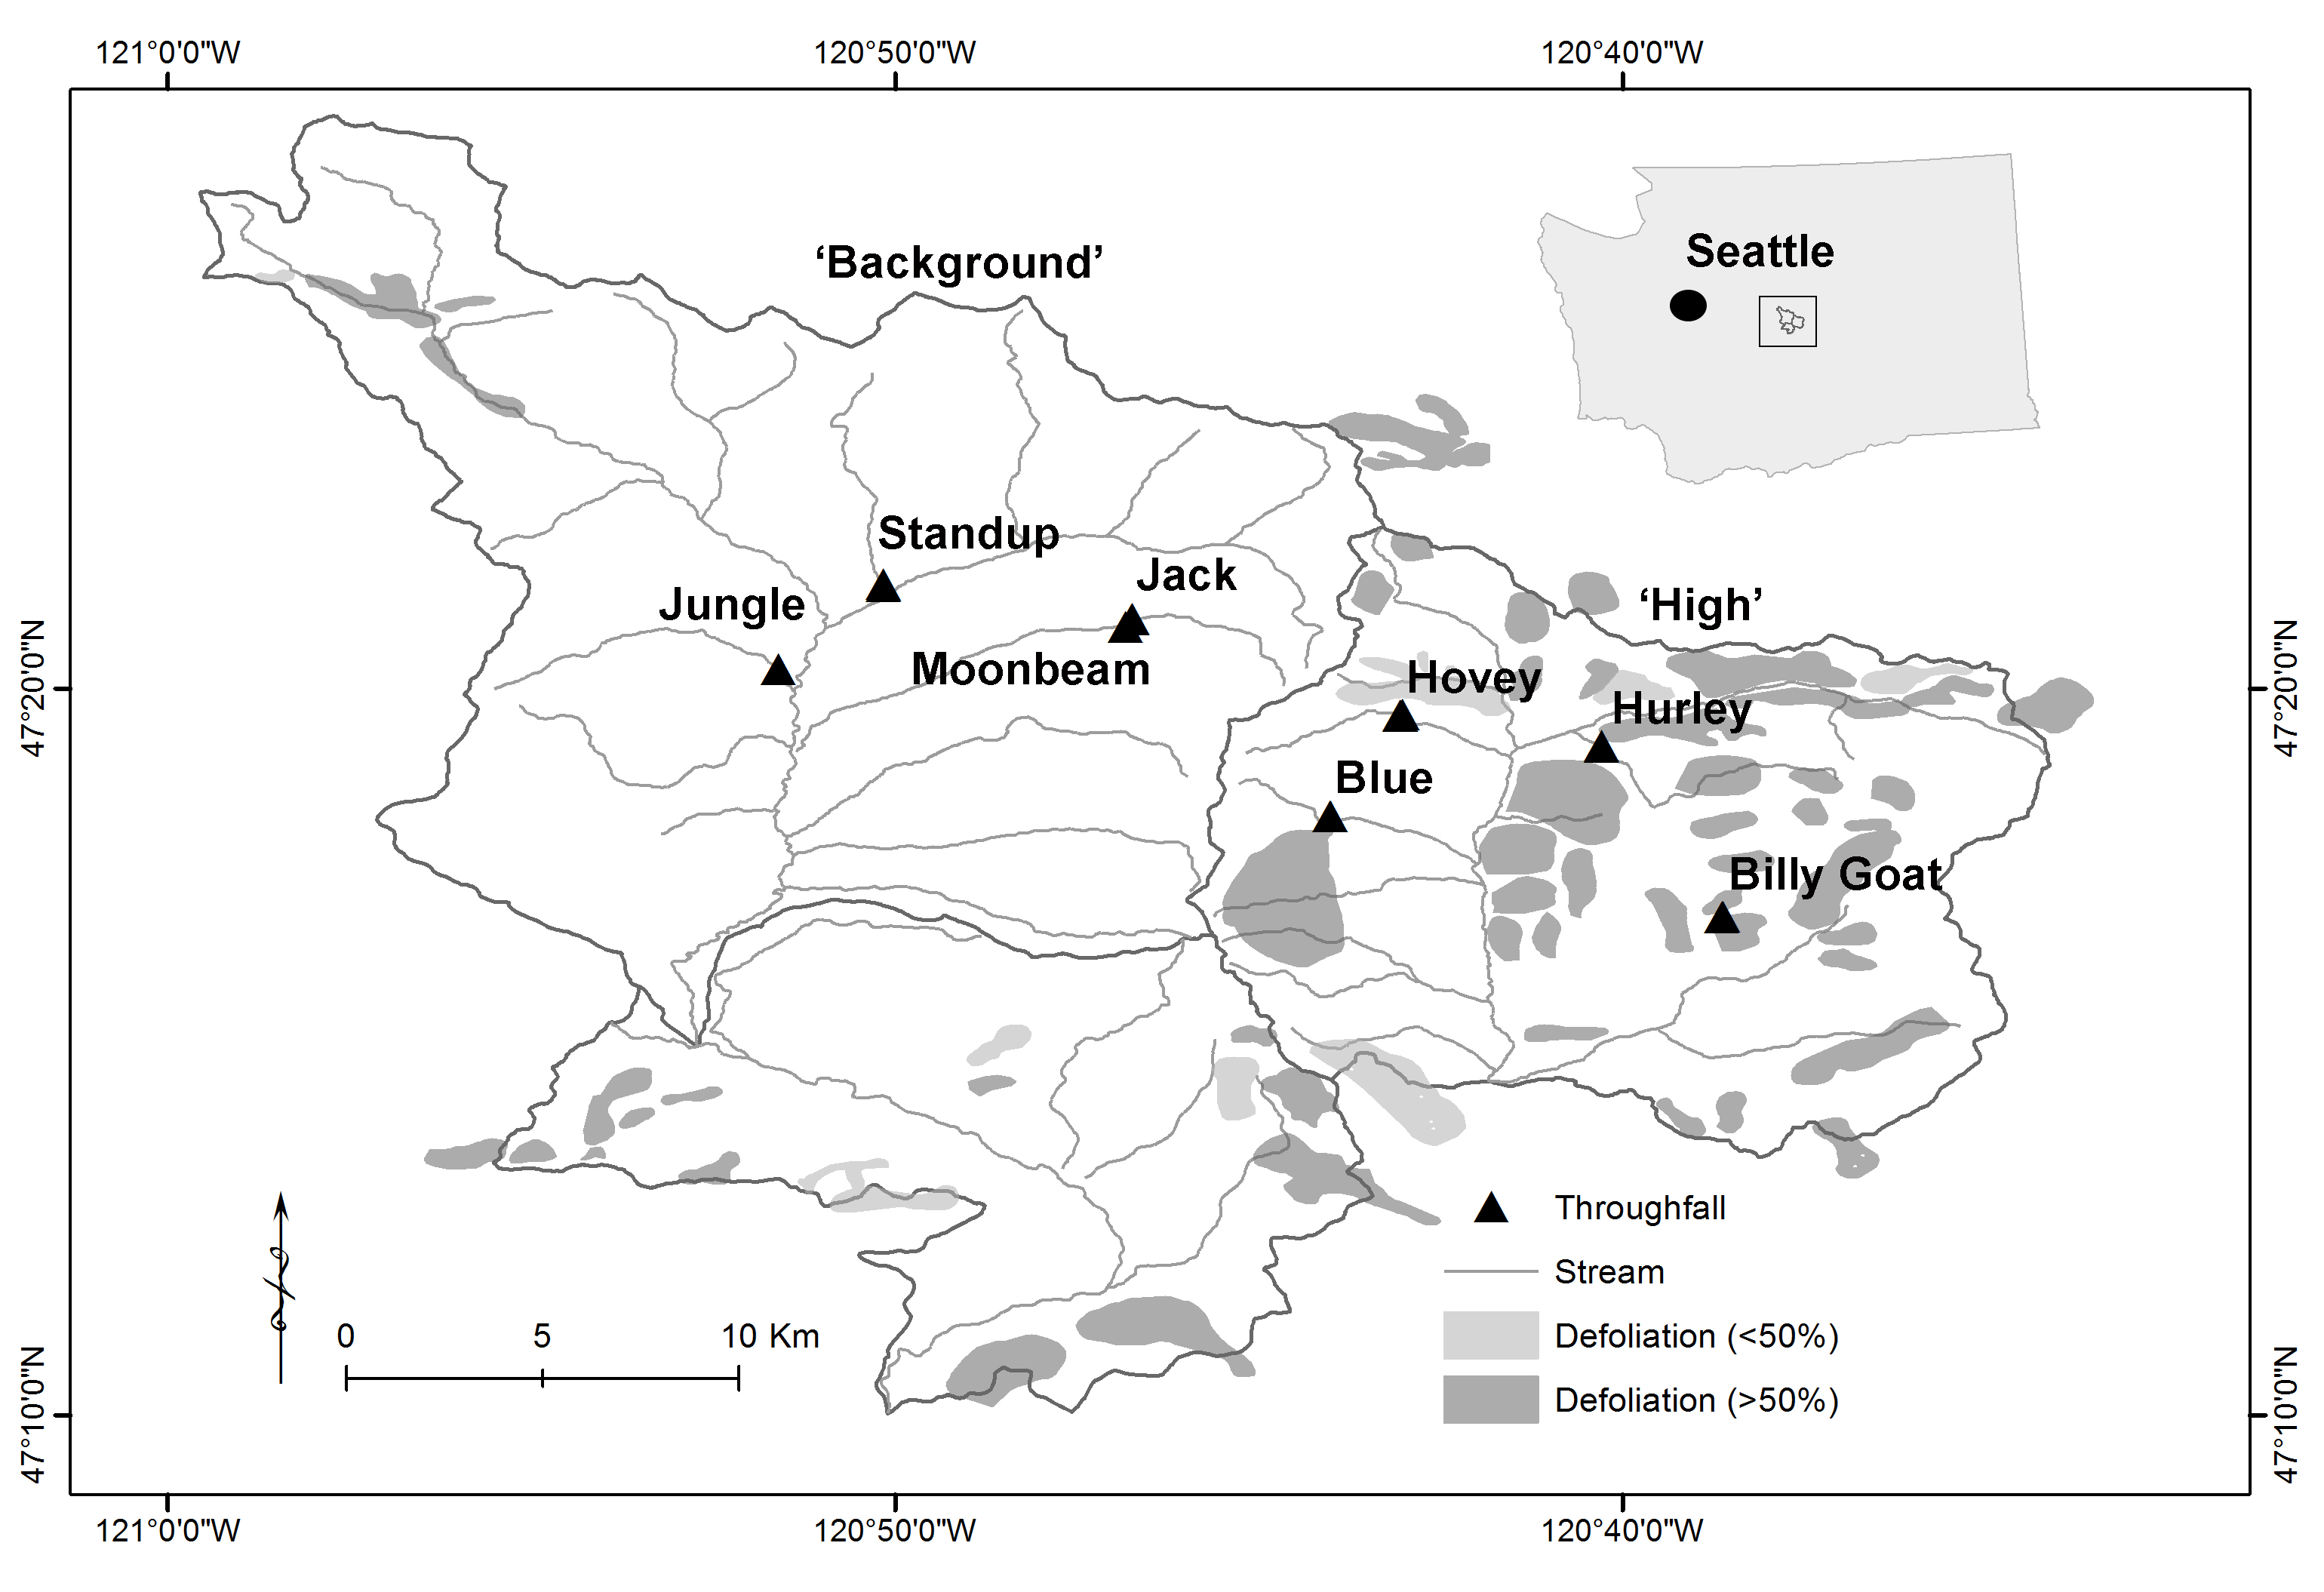 121°0'0"W
120°50'0"W
120°40'0"W
‘Background’
Seattle
Standup
Jack
Jungle
‘High’
Moonbeam
Hovey
Hurley
Blue
Billy Goat
47°20'0"N
47°20'0"N
Throughfall
Stream
Defoliation (<50%)
Defoliation (>50%)
0 5 10 Km
47°10'0"N
47°10'0"N
121°0'0"W
120°50'0"W
120°40'0"W